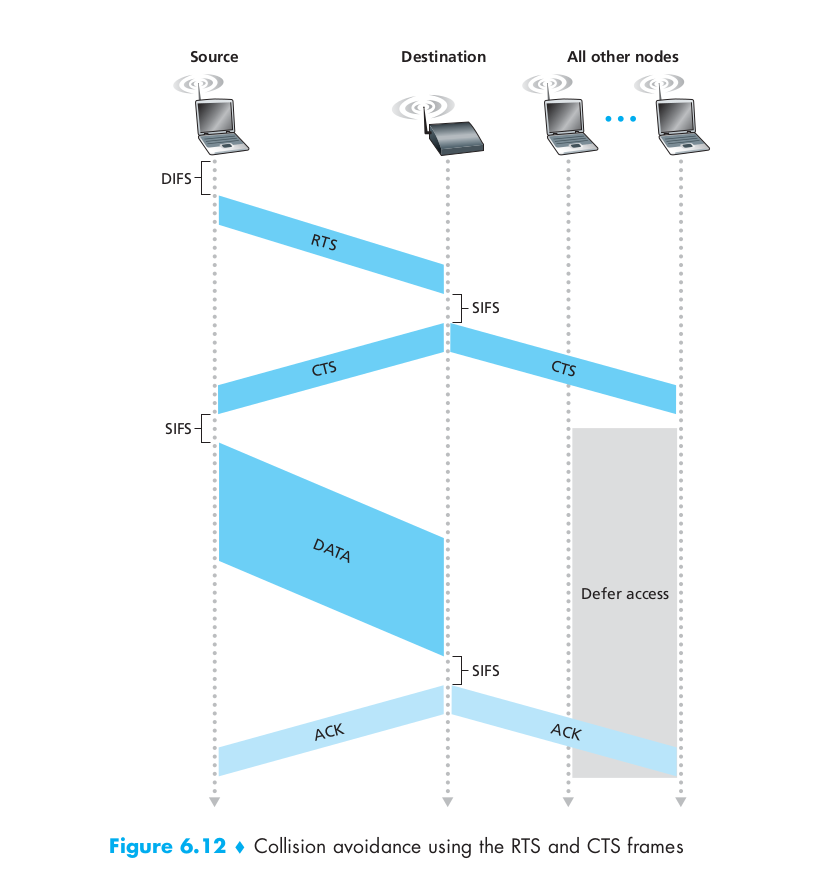 Source
Destination
All other nodes
DIFS
RTS
SIFS
CTS
CTS
SIFS
DATA
Defer access
SIFS
ACK
ACK
Figure 6.12 ♦ Collision avoidance using the RTS and CTS frames